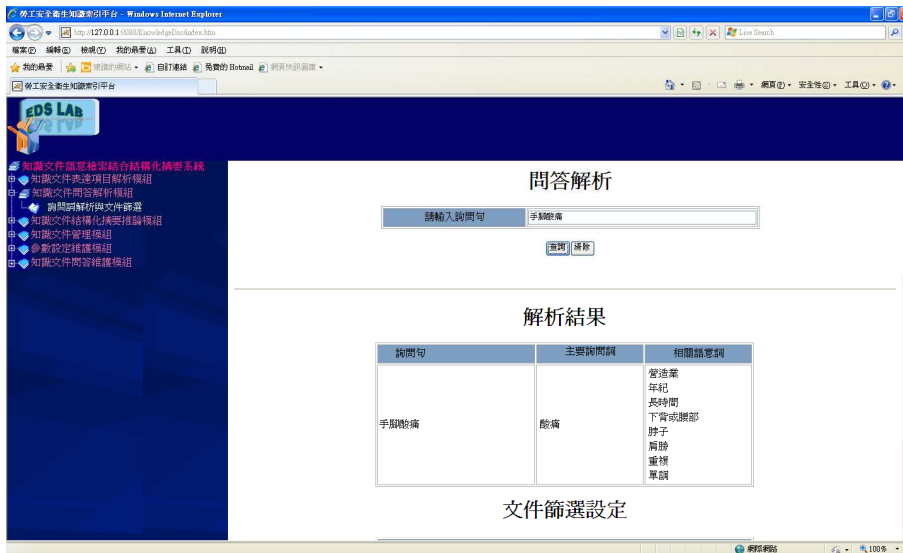 勞工安全衛生知識索引平台 - Windows Internet Explorer
http://127.0.0.1:8080/KnowledgeDoc/index.htm
Live Search
檔案(F) 編輯(E) 檢視(V) 我的最愛(A) 工具(T) 說明(H)
我的最愛 建議的網站 自訂連結 免費的 Hotmail 網頁快訊圖庫
勞工安全衛生知識索引平台
網頁(P) 安全性(S) 工具(O)
EDS LAB
知識文件語意檢索結合結構化摘要系統
知識文件表達項目解析模組
知識文件問答解析模組
詢問詞解析與文件篩選
知識文件結構化摘要推論模組
知識文件管理模組
參數設定維護模組
知識文件問答維護模組
問答解析
請輸入詢問句 手腳酸痛
查詢 清除
解析結果
詢問句 主要詢問詞 相關語意詞
手腳酸痛 酸痛
營造業
年紀
長時間
下背或腰部
脖子
肩膀
重複
單調
文件篩選設定
網際網路 100%